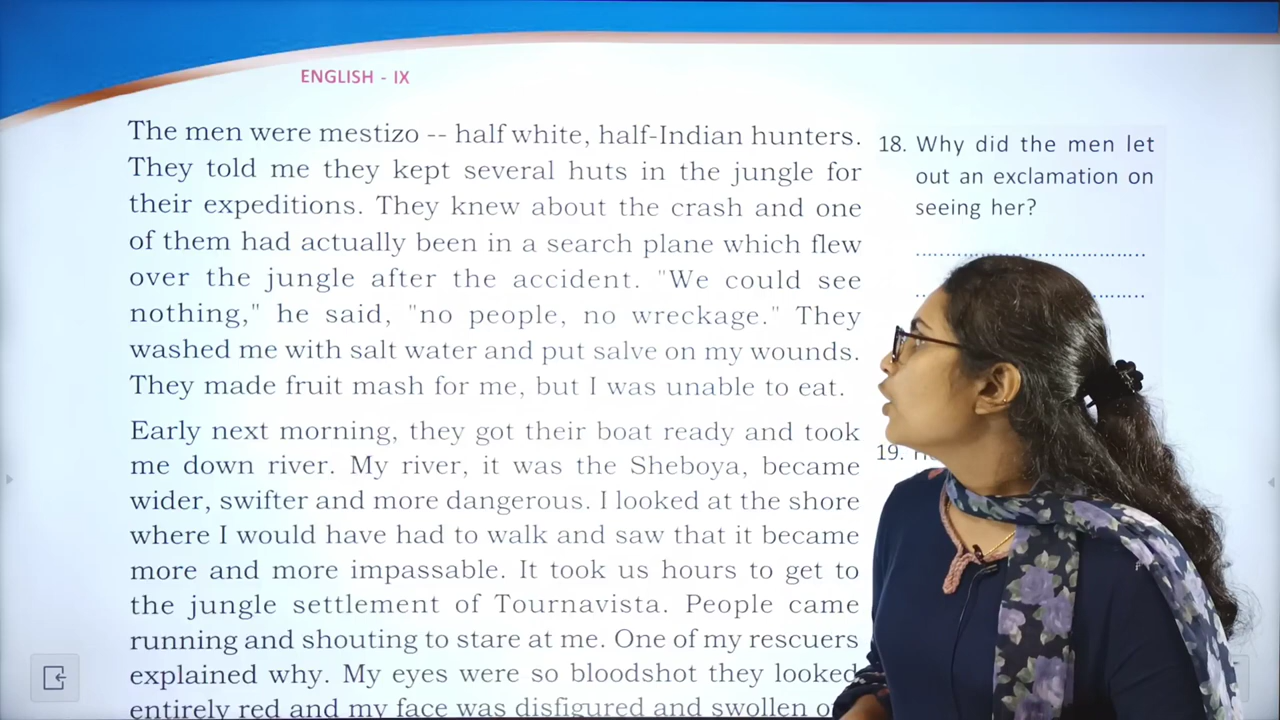 ENGLISH - IX
The men were mestizo -- half white, half-Indian hunters.
They told me they kept several huts in the jungle for
their expeditions. They knew about the crash and one
of them had actually been in a search plane which flew
over the jungle after the accident. "We could see
nothing," he said, "no people, no wreckage." They
washed me with salt water and put salve on my wounds.
They made fruit mash for me, but I was unable to eat.
Early next morning, they got their boat ready and took
me down river. My river, it was the Sheboya, became
wider, swifter and more dangerous. I looked at the shore
where I would have had to walk and saw that it became
more and more impassable. It took us hours to get to
the jungle settlement of Tournavista. People came
running and shouting to stare at me. One of my rescuers
explained why. My eyes were so bloodshot they looked
entirely red and my face was disfigured and swollen
18. Why did the men let
out an exclamation on
seeing her?
19.